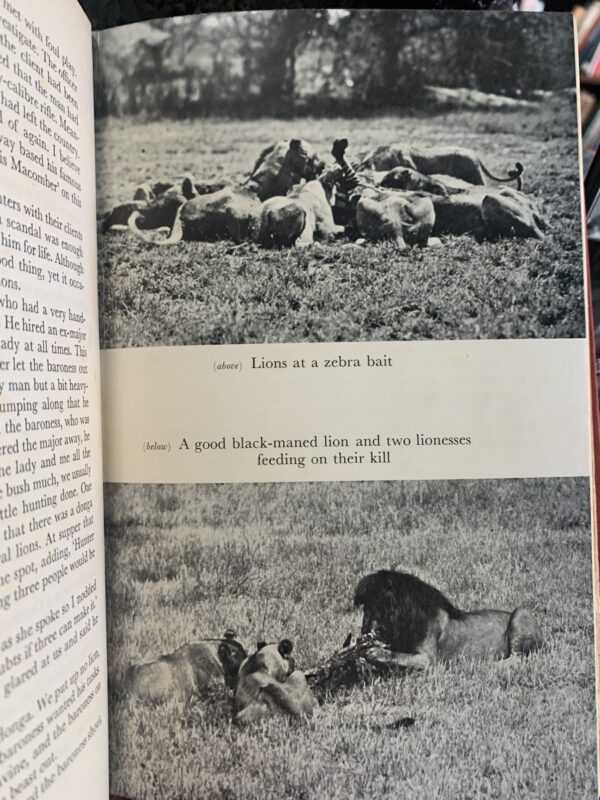 met with foul play.
vestigate. The officer
the client had been
ed that the man had
y-calibre rifle. Mean-
had left the country.
d of again. I believe
way based his famous
is Macomber' on this
ters with their clients
scandal was enough
him for life. Although
ood thing, yet it occa-
ions.
who had a very hand-
He hired an ex-major
lady at all times. This
er let the baroness out
y man but a bit heavy-
umping along that he
the baroness, who was
ered the major away, he
he lady and me all the
bush much, we usually
ttle hunting done. One
that there was a donga
al lions. At supper that
he spot, adding, 'Hunter
ng three people would be
as she spoke so I nodded
ubts if three can make it.'
glared at us and said he
donga. We put up no lion
baroness wanted his tusks
vine, and the baroness on
beast out.
nd the baroness shout,
(above) Lions at a zebra bait
(below) A good black-maned lion and two lionesses
feeding on their kill